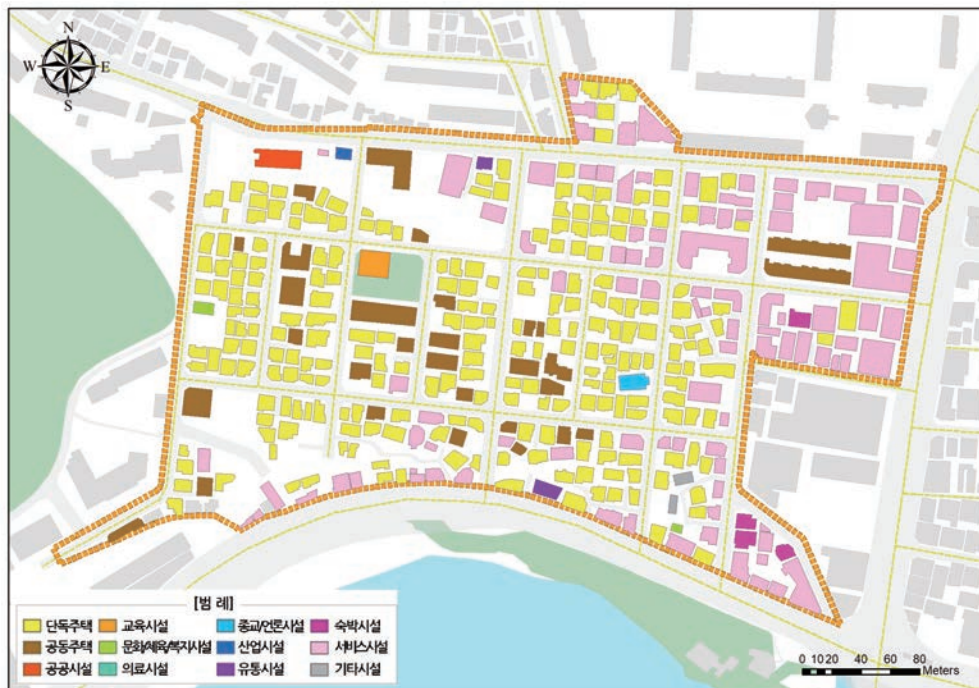 N
W E
S
[범 례]
단독주택 교육시설 종교/언론시설 숙박시설
공동주택 문화/체육/복지시설 산업시설 서비스시설
공공시설 의료시설 유통시설 기타시설
0 10 20 40 60 80
Meters